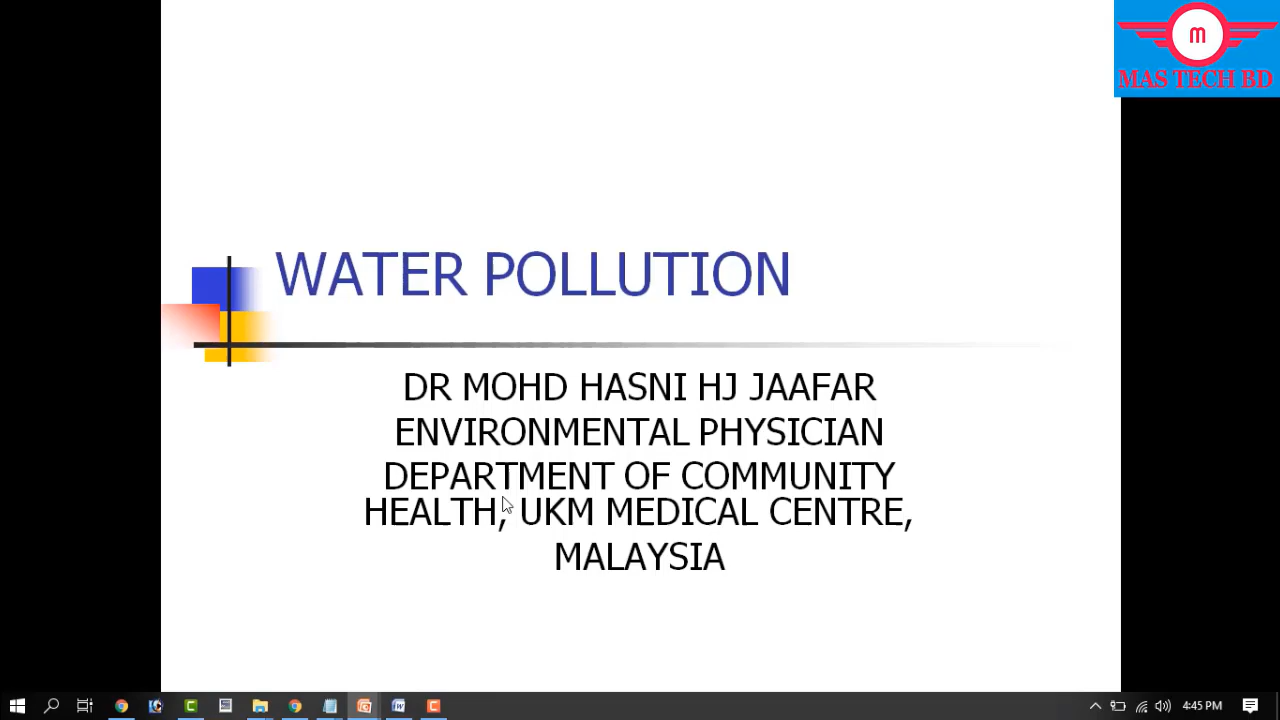 m
MAS TECH BD
WATER POLLUTION
DR MOHD HASNI HJ JAAFAR
ENVIRONMENTAL PHYSICIAN
DEPARTMENT OF COMMUNITY
HEALTH, UKM MEDICAL CENTRE,
MALAYSIA
4:45 PM